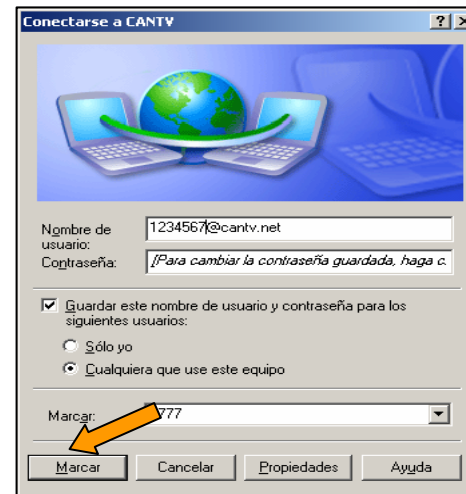 Conectarse a CANTV
Nombre de usuario:
1234567@cantv.net
Contraseña:
[Para cambiar la contraseña guardada, haga c.
Guardar este nombre de usuario y contraseña para los
siguientes usuarios:
Sólo yo
Cualquiera que use este equipo
Marcar:
777
Marcar Cancelar Propiedades Ayuda